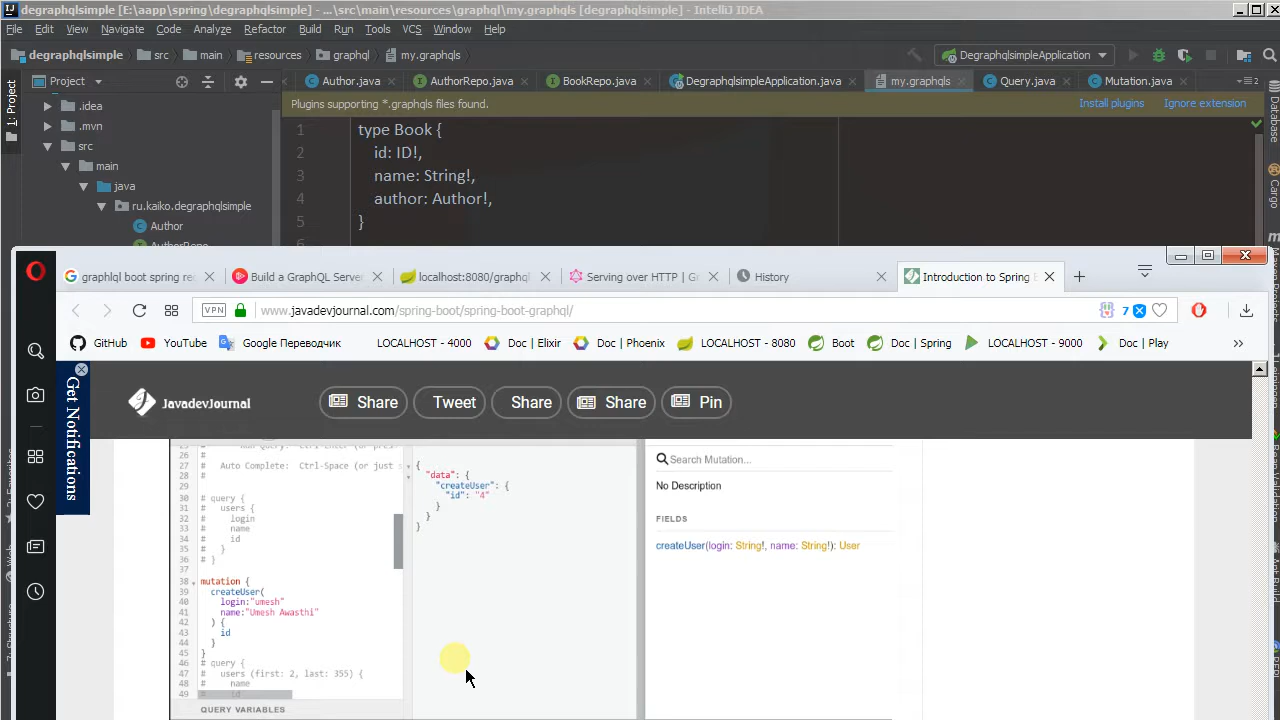 degraphqlsimple [E:\aapp\spring\degraphqlsimple] - ...\src\main\resources\graphql\my.graphqls [degraphqlsimple] - IntelliJ IDEA
File Edit View Navigate Code Analyze Refactor Build Run Tools VCS Window Help
degraphqlsimple src main resources graphql my.graphqls DegraphqlsimpleApplication
1: Project
Project
Author.java AuthorRepo.java BookRepo.java DegraphqlsimpleApplication.java my.graphqls Query.java Mutation.java
Plugins supporting *.graphqls files found. Install plugins Ignore extension
.idea
.mvn
src
main
java
ru.kaiko.degraphqlsimple
Author
AuthorRepo
1 type Book {
2 id: ID!,
3 name: String!,
4 author: Author!,
5 }
6
Database
Cargo
graphlql boot spring re Build a GraphQL Server localhost:8080/graphql Serving over HTTP | G History Introduction to Spring
VPN www.javadevjournal.com/spring-boot/spring-boot-graphql/ 7
GitHub YouTube Google Переводчик LOCALHOST - 4000 Doc | Elixir Doc | Phoenix LOCALHOST - 8080 Boot Doc | Spring LOCALHOST - 9000 Doc | Play
Get Notifications
JavadevJournal Share Tweet Share Share Pin
26 #
27 # Auto Complete: Ctrl-Space (or just
28 #
29
30 # query {
31 # users {
32 # login
33 # name
34 # id
35 # }
36 # }
37
38 mutation {
39 createUser(
40 login:"umesh"
41 name:"Umesh Awasthi"
42 ) {
43 id
44 }
45 }
46 # query {
47 # users (first: 2, last: 355) {
48 # name
49 # id
QUERY VARIABLES
{
"data": {
"createUser": {
"id": "4"
}
}
}
Search Mutation...
No Description
FIELDS
createUser(login: String!, name: String!): User